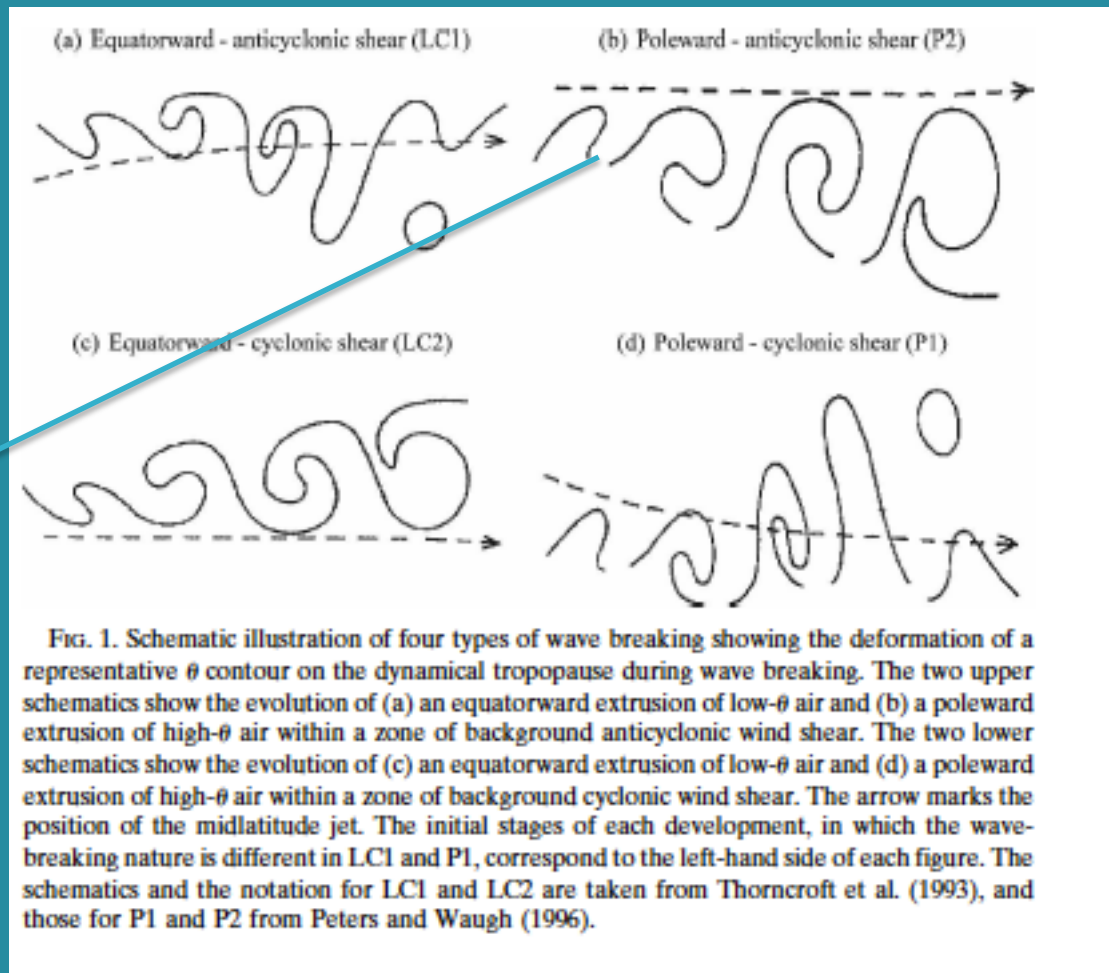 (a) Equatorward - anticyclonic shear (LC1)
(b) Poleward - anticyclonic shear (P2)
(c) Equatorward - cyclonic shear (LC2)
(d) Poleward - cyclonic shear (P1)
FIG. 1. Schematic illustration of four types of wave breaking showing the deformation of a
representative θ contour on the dynamical tropopause during wave breaking. The two upper
schematics show the evolution of (a) an equatorward extrusion of low-θ air and (b) a poleward
extrusion of high-θ air within a zone of background anticyclonic wind shear. The two lower
schematics show the evolution of (c) an equatorward extrusion of low-θ air and (d) a poleward
extrusion of high-θ air within a zone of background cyclonic wind shear. The arrow marks the
position of the midlatitude jet. The initial stages of each development, in which the wave-
breaking nature is different in LC1 and P1, correspond to the left-hand side of each figure. The
schematics and the notation for LC1 and LC2 are taken from Thorncroft et al. (1993), and
those for P1 and P2 from Peters and Waugh (1996).